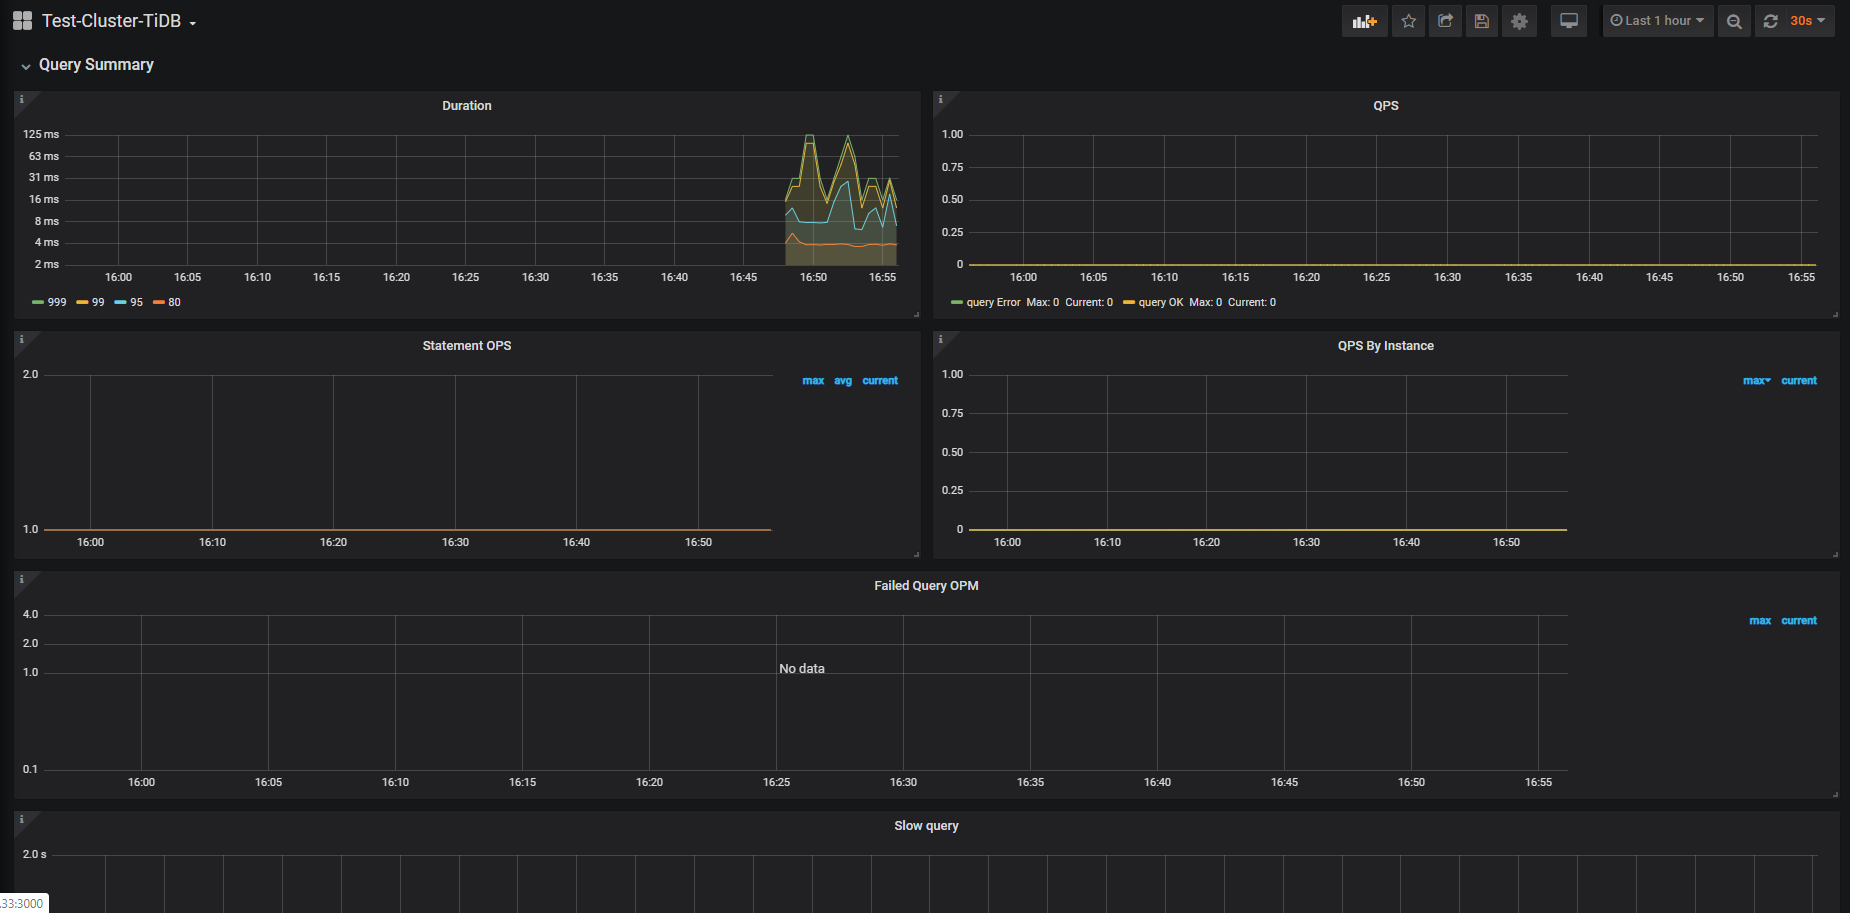 Test-Cluster-TiDB
Last 1 hour
30s
Query Summary
Duration
125 ms
63 ms
31 ms
16 ms
8 ms
4 ms
2 ms
16:00 16:05 16:10 16:15 16:20 16:25 16:30 16:35 16:40 16:45 16:50 16:55
999 99 95 80
QPS
1.00
0.75
0.50
0.25
0
16:00 16:05 16:10 16:15 16:20 16:25 16:30 16:35 16:40 16:45 16:50 16:55
query Error Max: 0 Current: 0 query OK Max: 0 Current: 0
Statement OPS
2.0
max avg current
1.0
16:00 16:10 16:20 16:30 16:40 16:50
QPS By Instance
1.00
max current
0.75
0.50
0.25
0
16:00 16:10 16:20 16:30 16:40 16:50
Failed Query OPM
4.0
max current
2.0
1.0
No data
0.1
16:00 16:05 16:10 16:15 16:20 16:25 16:30 16:35 16:40 16:45 16:50 16:55
Slow query
2.0 s
.33:3000